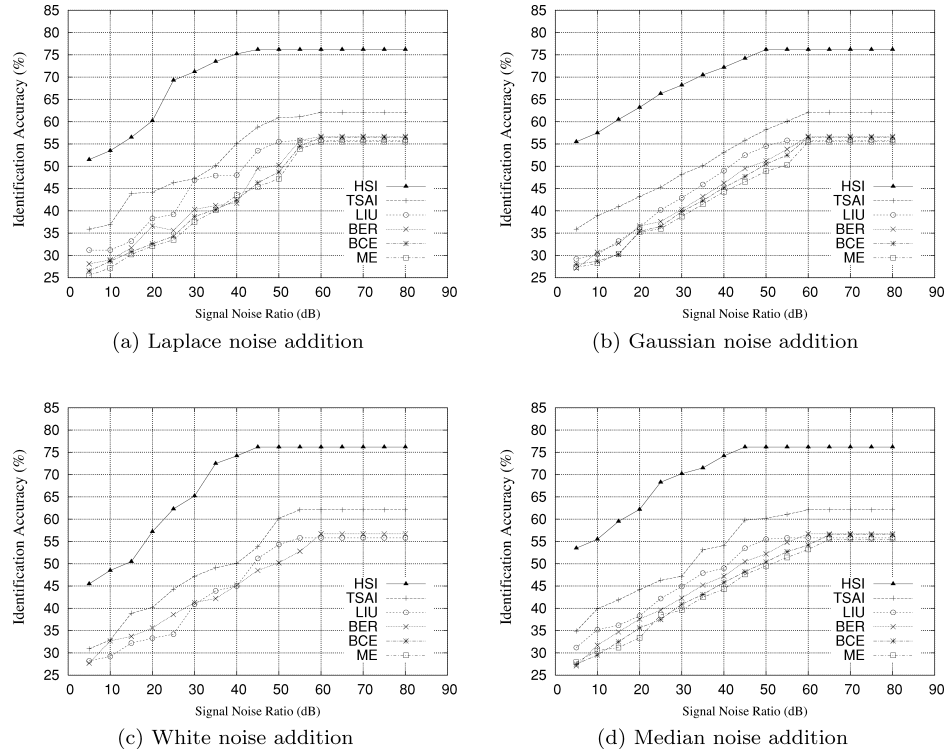 85
80
75
70
65
60
55
50
45
40
35
30
25
Identification Accuracy (%)
HSI
TSAI
LIU
BER
BCE
ME
0 10 20 30 40 50 60 70 80 90
Signal Noise Ratio (dB)
(a) Laplace noise addition
85
80
75
70
65
60
55
50
45
40
35
30
25
Identification Accuracy (%)
HSI
TSAI
LIU
BER
BCE
ME
0 10 20 30 40 50 60 70 80 90
Signal Noise Ratio (dB)
(b) Gaussian noise addition
85
80
75
70
65
60
55
50
45
40
35
30
25
Identification Accuracy (%)
HSI
TSAI
LIU
BER
BCE
ME
0 10 20 30 40 50 60 70 80 90
Signal Noise Ratio (dB)
(c) White noise addition
85
80
75
70
65
60
55
50
45
40
35
30
25
Identification Accuracy (%)
HSI
TSAI
LIU
BER
BCE
ME
0 10 20 30 40 50 60 70 80 90
Signal Noise Ratio (dB)
(d) Median noise addition